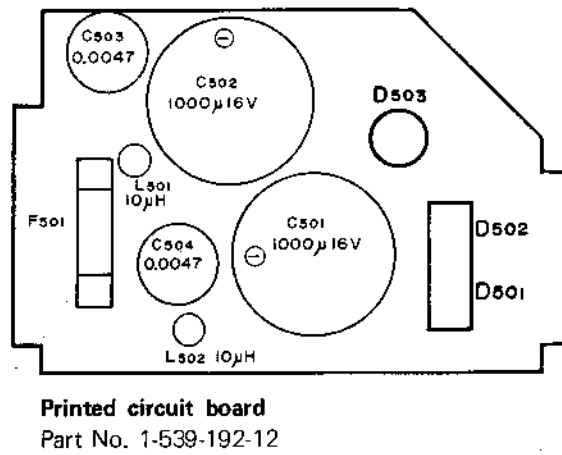 C503
0.0047
C502
1000μ16V
D503
L501
10μH
F501
C504
0.0047
C501
1000μ16V
D502
D501
L502 10μH
Printed circuit board
Part No. 1-539-192-12